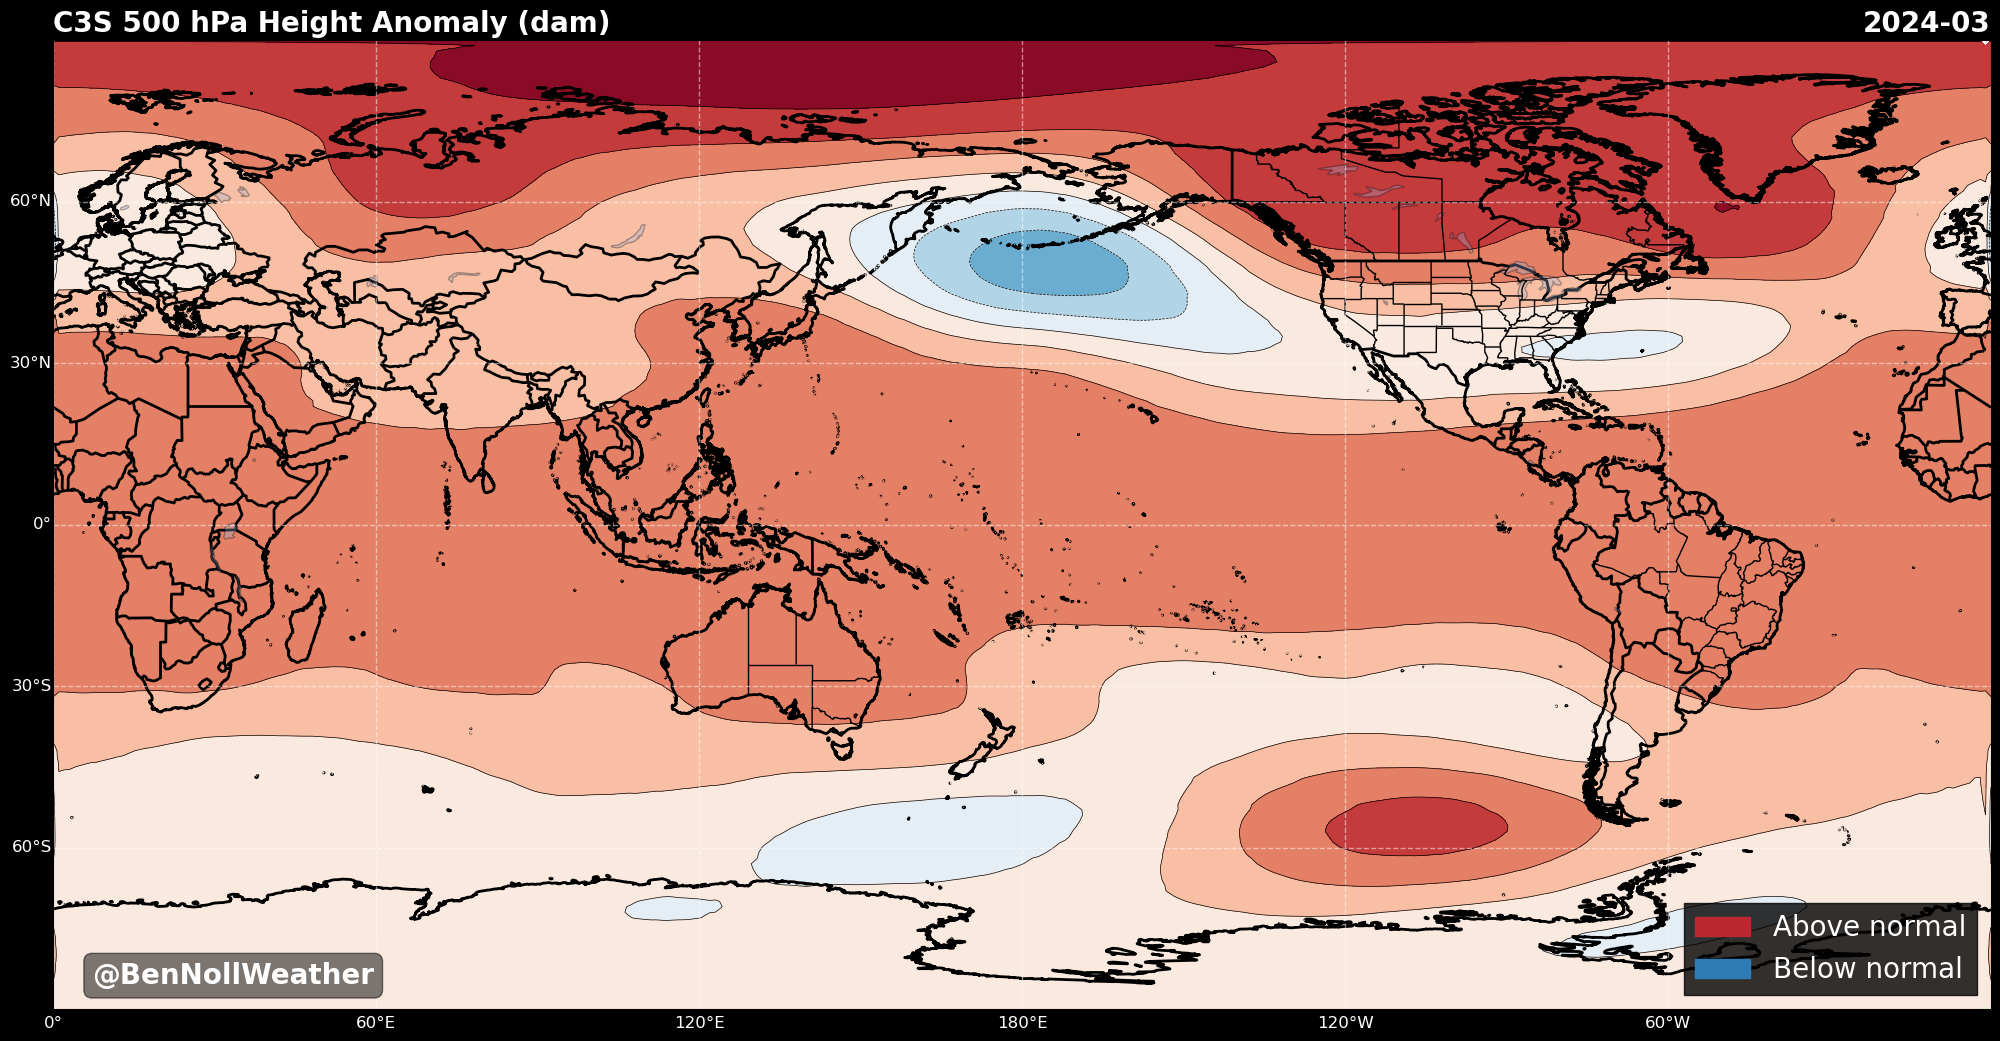 C3S 500 hPa Height Anomaly (dam)
2024-03
60°N
30°N
0°
30°S
60°S
Above normal
Below normal
@BenNollWeather
0°
60°E
120°E
180°E
120°W
60°W